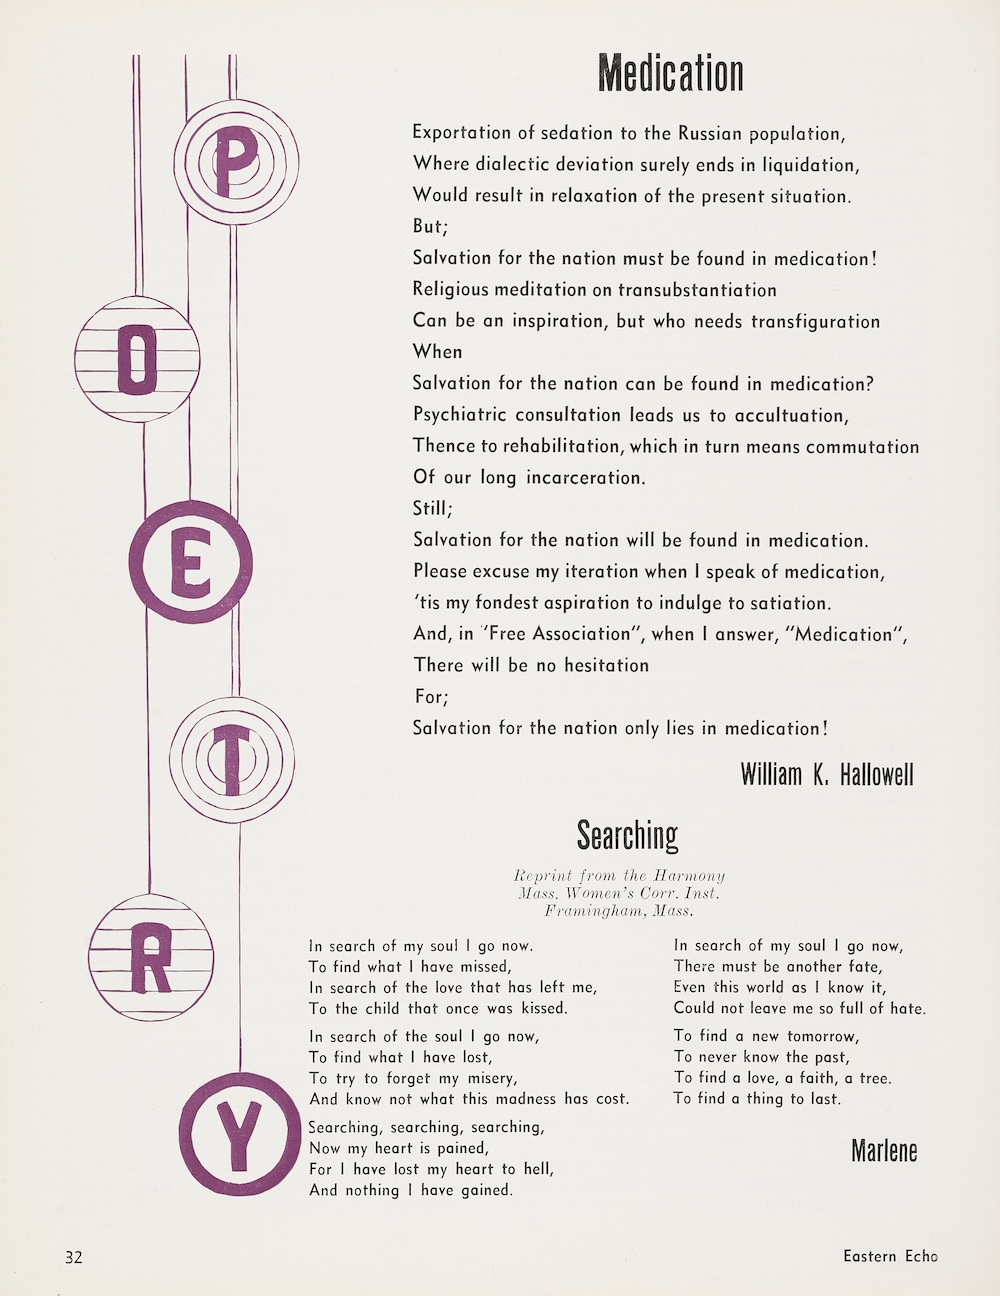 POETRY
Medication
Exportation of sedation to the Russian population,
Where dialectic deviation surely ends in liquidation,
Would result in relaxation of the present situation.
But;
Salvation for the nation must be found in medication!
Religious meditation on transubstantiation
Can be an inspiration, but who needs transfiguration
When
Salvation for the nation can be found in medication?
Psychiatric consultation leads us to accultuation,
Thence to rehabilitation, which in turn means commutation
Of our long incarceration.
Still;
Salvation for the nation will be found in medication.
Please excuse my iteration when I speak of medication,
'tis my fondest aspiration to indulge to satiation.
And, in "Free Association", when I answer, "Medication",
There will be no hesitation
For;
Salvation for the nation only lies in medication!
William K. Hallowell
Searching
Reprint from the Harmony
Mass. Women's Corr. Inst.
Framingham, Mass.
In search of my soul I go now.
To find what I have missed,
In search of the love that has left me,
To the child that once was kissed.
In search of the soul I go now,
To find what I have lost,
To try to forget my misery,
And know not what this madness has cost.
Searching, searching, searching,
Now my heart is pained,
For I have lost my heart to hell,
And nothing I have gained.
In search of my soul I go now,
There must be another fate,
Even this world as I know it,
Could not leave me so full of hate.
To find a new tomorrow,
To never know the past,
To find a love, a faith, a tree.
To find a thing to last.
Marlene
32
Eastern Echo